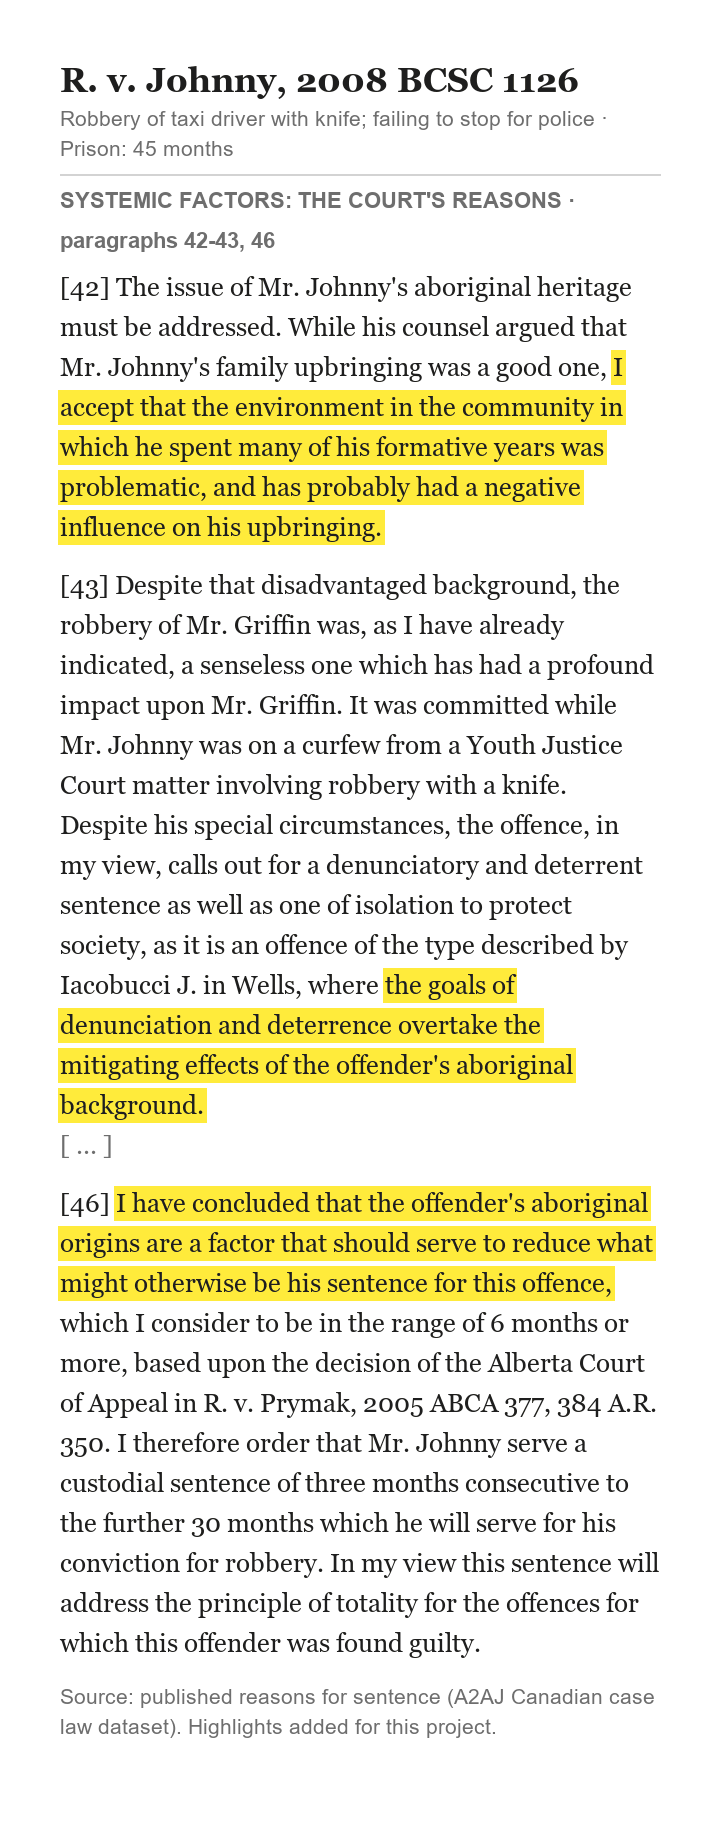 R. v. Johnny, 2008 BCSC 1126
Robbery of taxi driver with knife; failing to stop for police ·
Prison: 45 months
SYSTEMIC FACTORS: THE COURT'S REASONS ·
paragraphs 42-43, 46
[42] The issue of Mr. Johnny's aboriginal heritage
must be addressed. While his counsel argued that
Mr. Johnny's family upbringing was a good one, I
accept that the environment in the community in
which he spent many of his formative years was
problematic, and has probably had a negative
influence on his upbringing.
[43] Despite that disadvantaged background, the
robbery of Mr. Griffin was, as I have already
indicated, a senseless one which has had a profound
impact upon Mr. Griffin. It was committed while
Mr. Johnny was on a curfew from a Youth Justice
Court matter involving robbery with a knife.
Despite his special circumstances, the offence, in
my view, calls out for a denunciatory and deterrent
sentence as well as one of isolation to protect
society, as it is an offence of the type described by
Iacobucci J. in Wells, where the goals of
denunciation and deterrence overtake the
mitigating effects of the offender's aboriginal
background.
[ ... ]
[46] I have concluded that the offender's aboriginal
origins are a factor that should serve to reduce what
might otherwise be his sentence for this offence,
which I consider to be in the range of 6 months or
more, based upon the decision of the Alberta Court
of Appeal in R. v. Prymak, 2005 ABCA 377, 384 A.R.
350. I therefore order that Mr. Johnny serve a
custodial sentence of three months consecutive to
the further 30 months which he will serve for his
conviction for robbery. In my view this sentence will
address the principle of totality for the offences for
which this offender was found guilty.
Source: published reasons for sentence (A2AJ Canadian case
law dataset). Highlights added for this project.